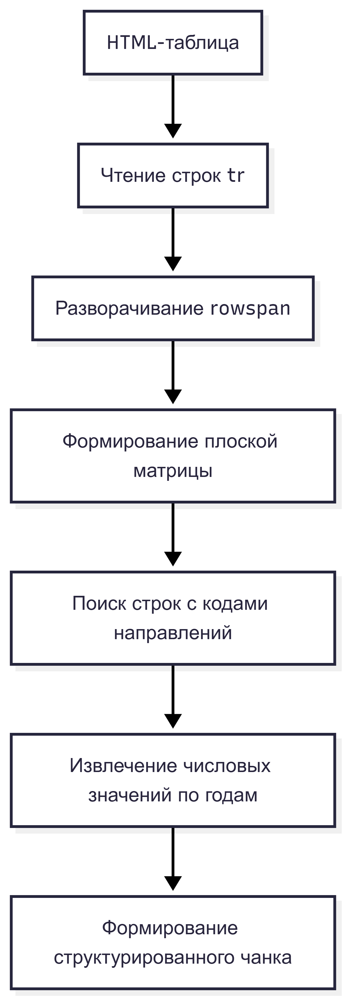 HTML-таблица
Чтение строк tr
Разворачивание rowspan
Формирование плоской
матрицы
Поиск строк с кодами
направлений
Извлечение числовых
значений по годам
Формирование
структурированного чанка